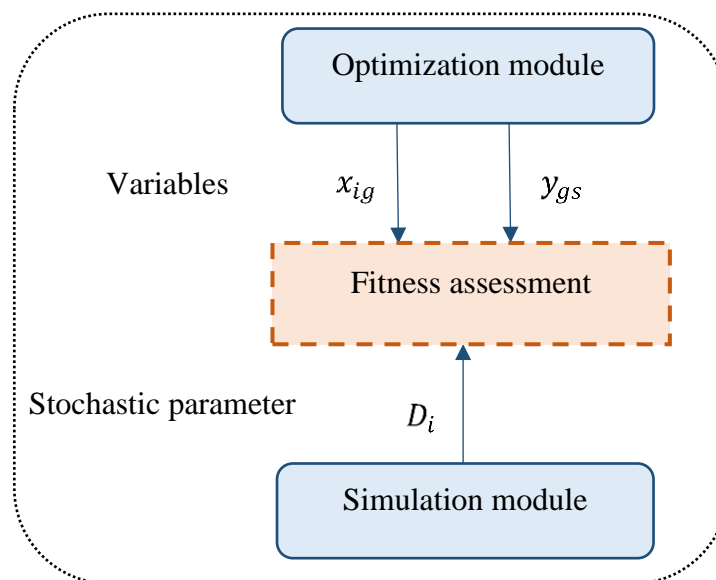 Optimization module
Variables x_{ig} y_{gs}
Fitness assessment
Stochastic parameter
D_i
Simulation module